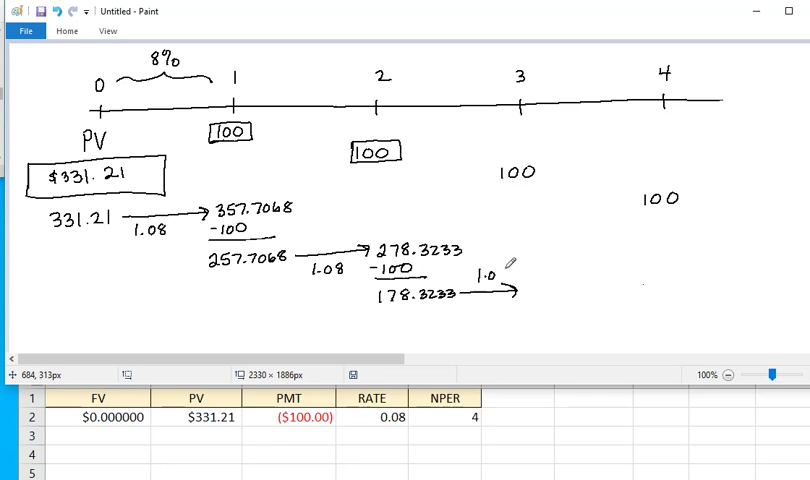 Untitled - Paint
File Home View
8%
0 1 2 3 4
PV
100
100
100
100
$331.21
331.21
1.08
357.7068
-100
257.7068
1.08
278.3233
-100
178.3233
1.0
684, 313px
2330 × 1886px
100%
1 FV PV PMT RATE NPER
2 $0.000000 $331.21 ($100.00) 0.08 4
3
4
5